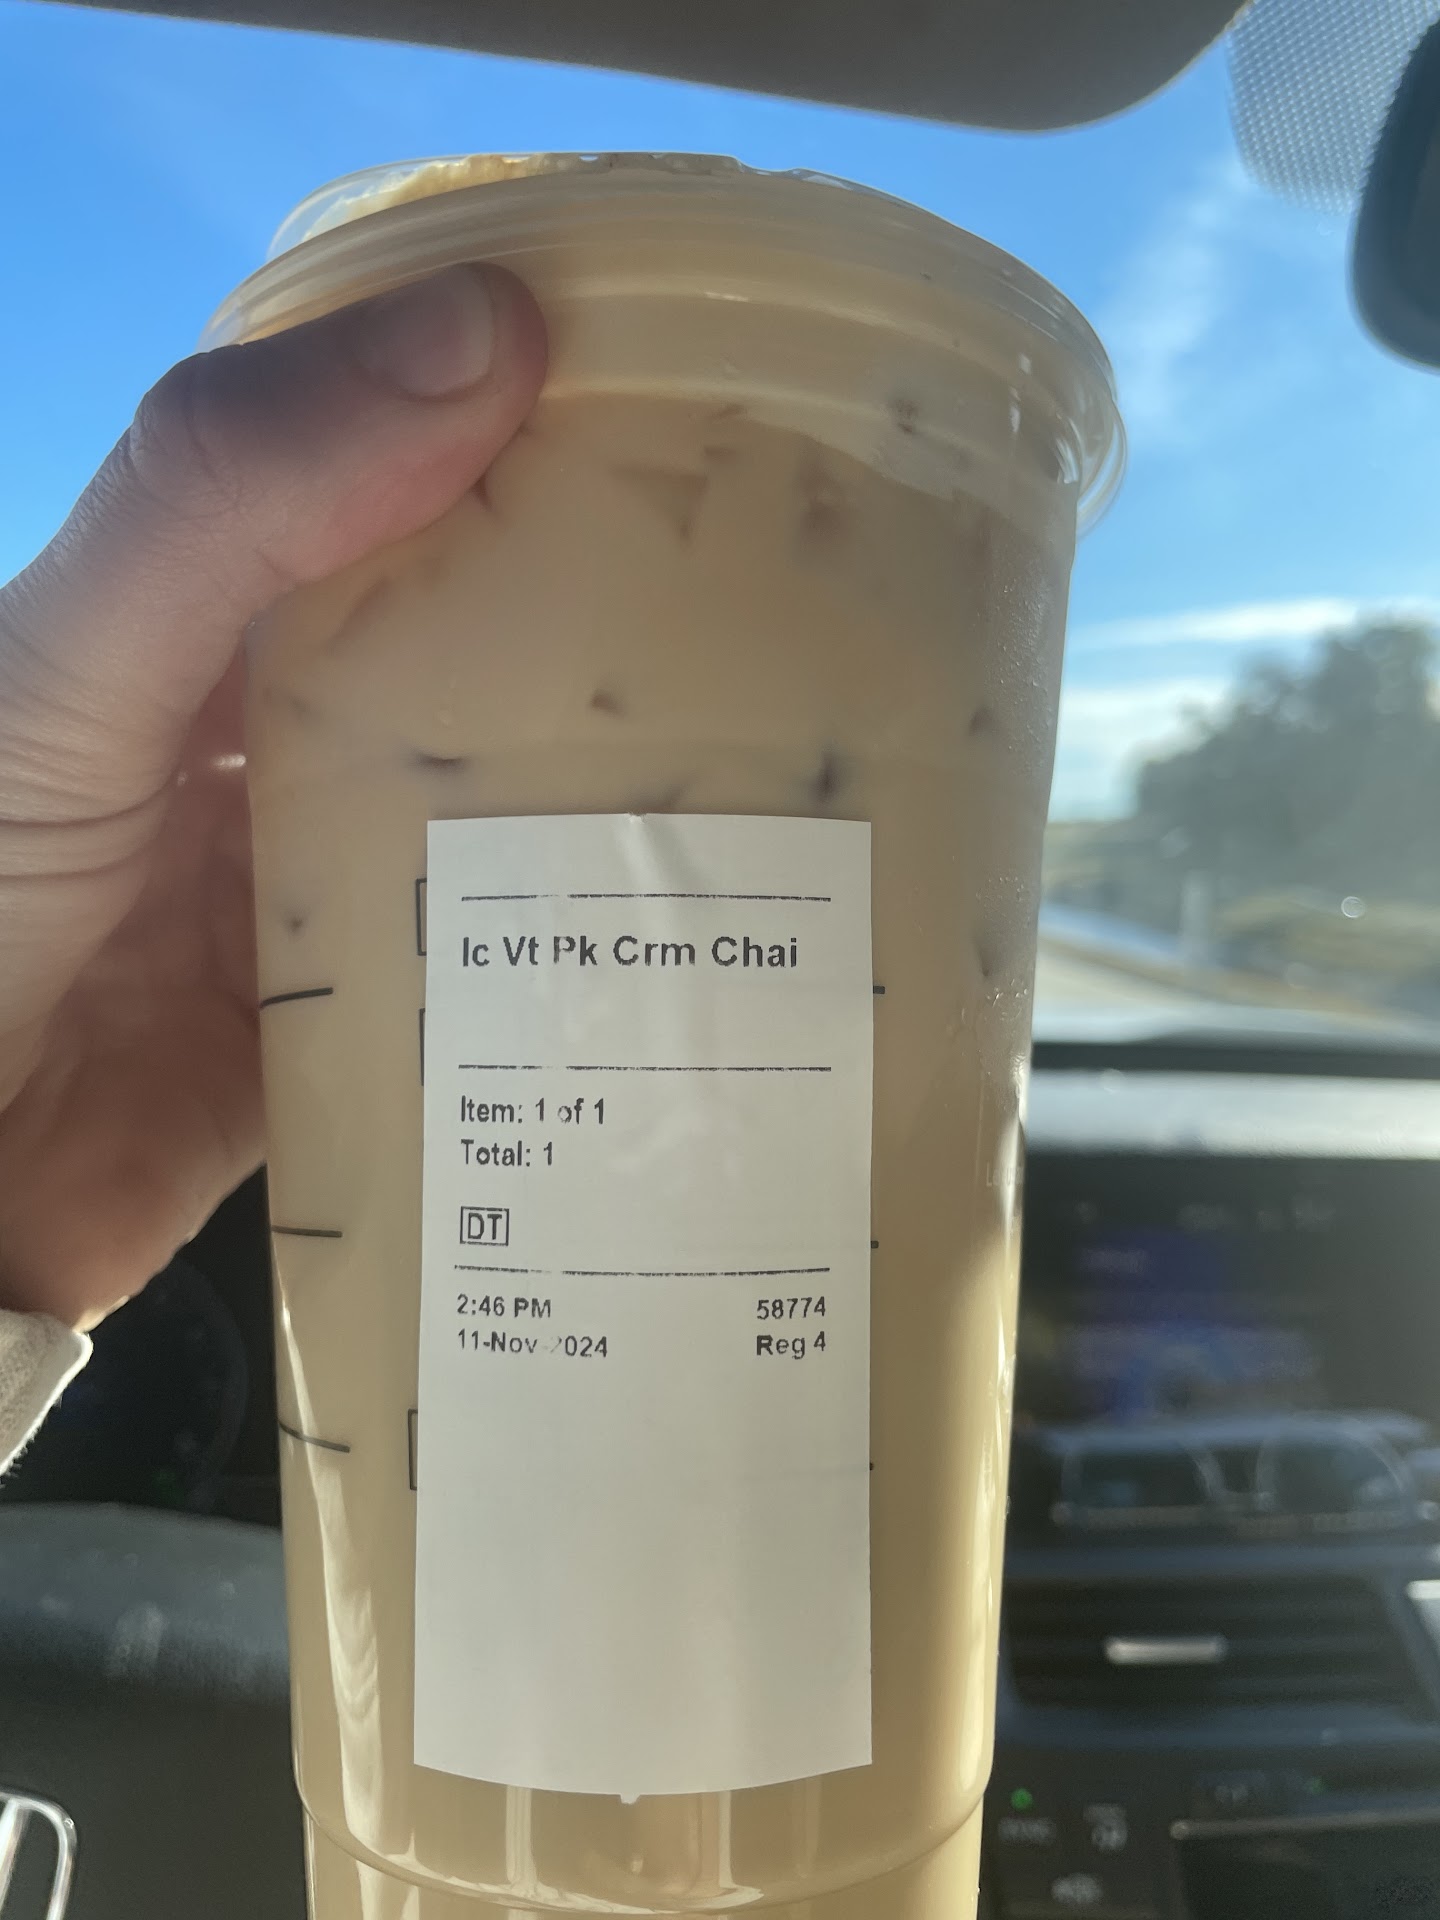 Ic Vt Pk Crm Chai
Item: 1 of 1
Total: 1
DT
2:46 PM 58774
11-Nov-2024 Reg 4